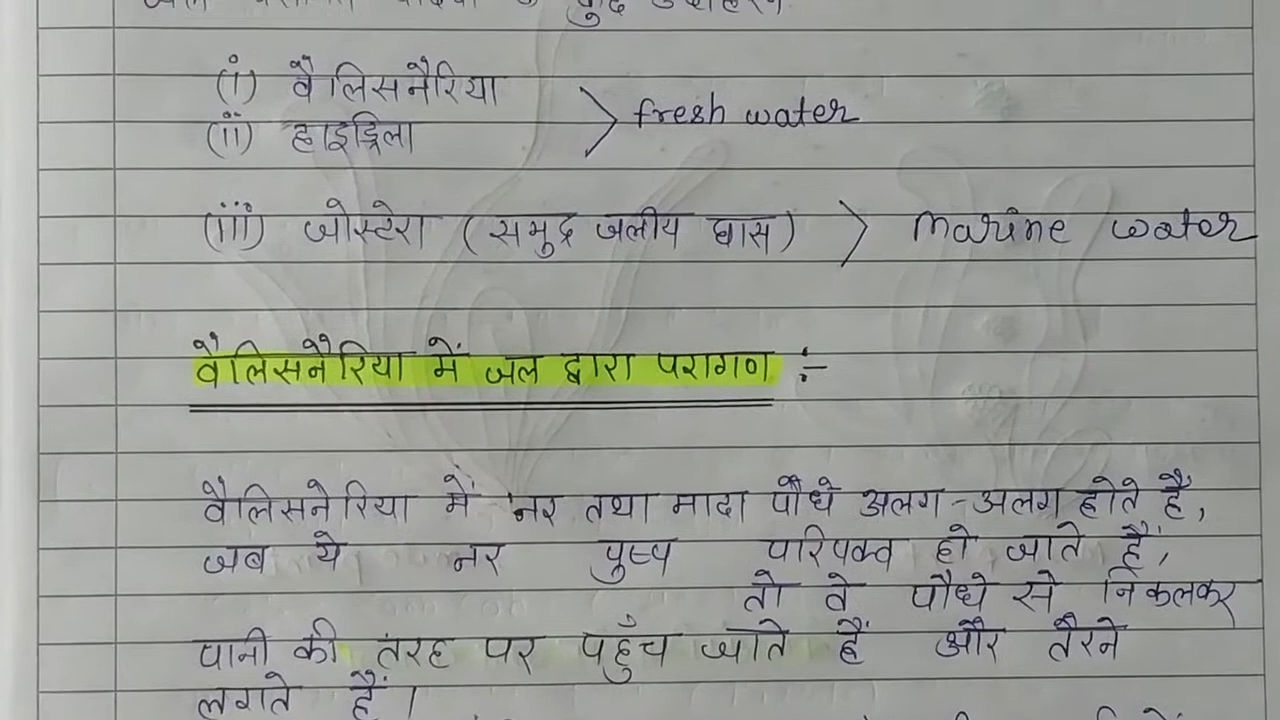 (i) वैलिसनैरिया
(ii) हाइड्रिला
> fresh water
(iii) जोस्टेरा (समुद्र जलीय घास) > marine water
वैलिसनैरिया में जल द्वारा परागण :-
वैलिसनेरिया में नर तथा मादा पौधे अलग-अलग होते हैं,
जब ये नर पुष्प परिपक्व हो जाते हैं,
तो वे पौधे से निकलकर
पानी की तरह पर पहुँच जाते हैं और तैरने
लगते हैं।